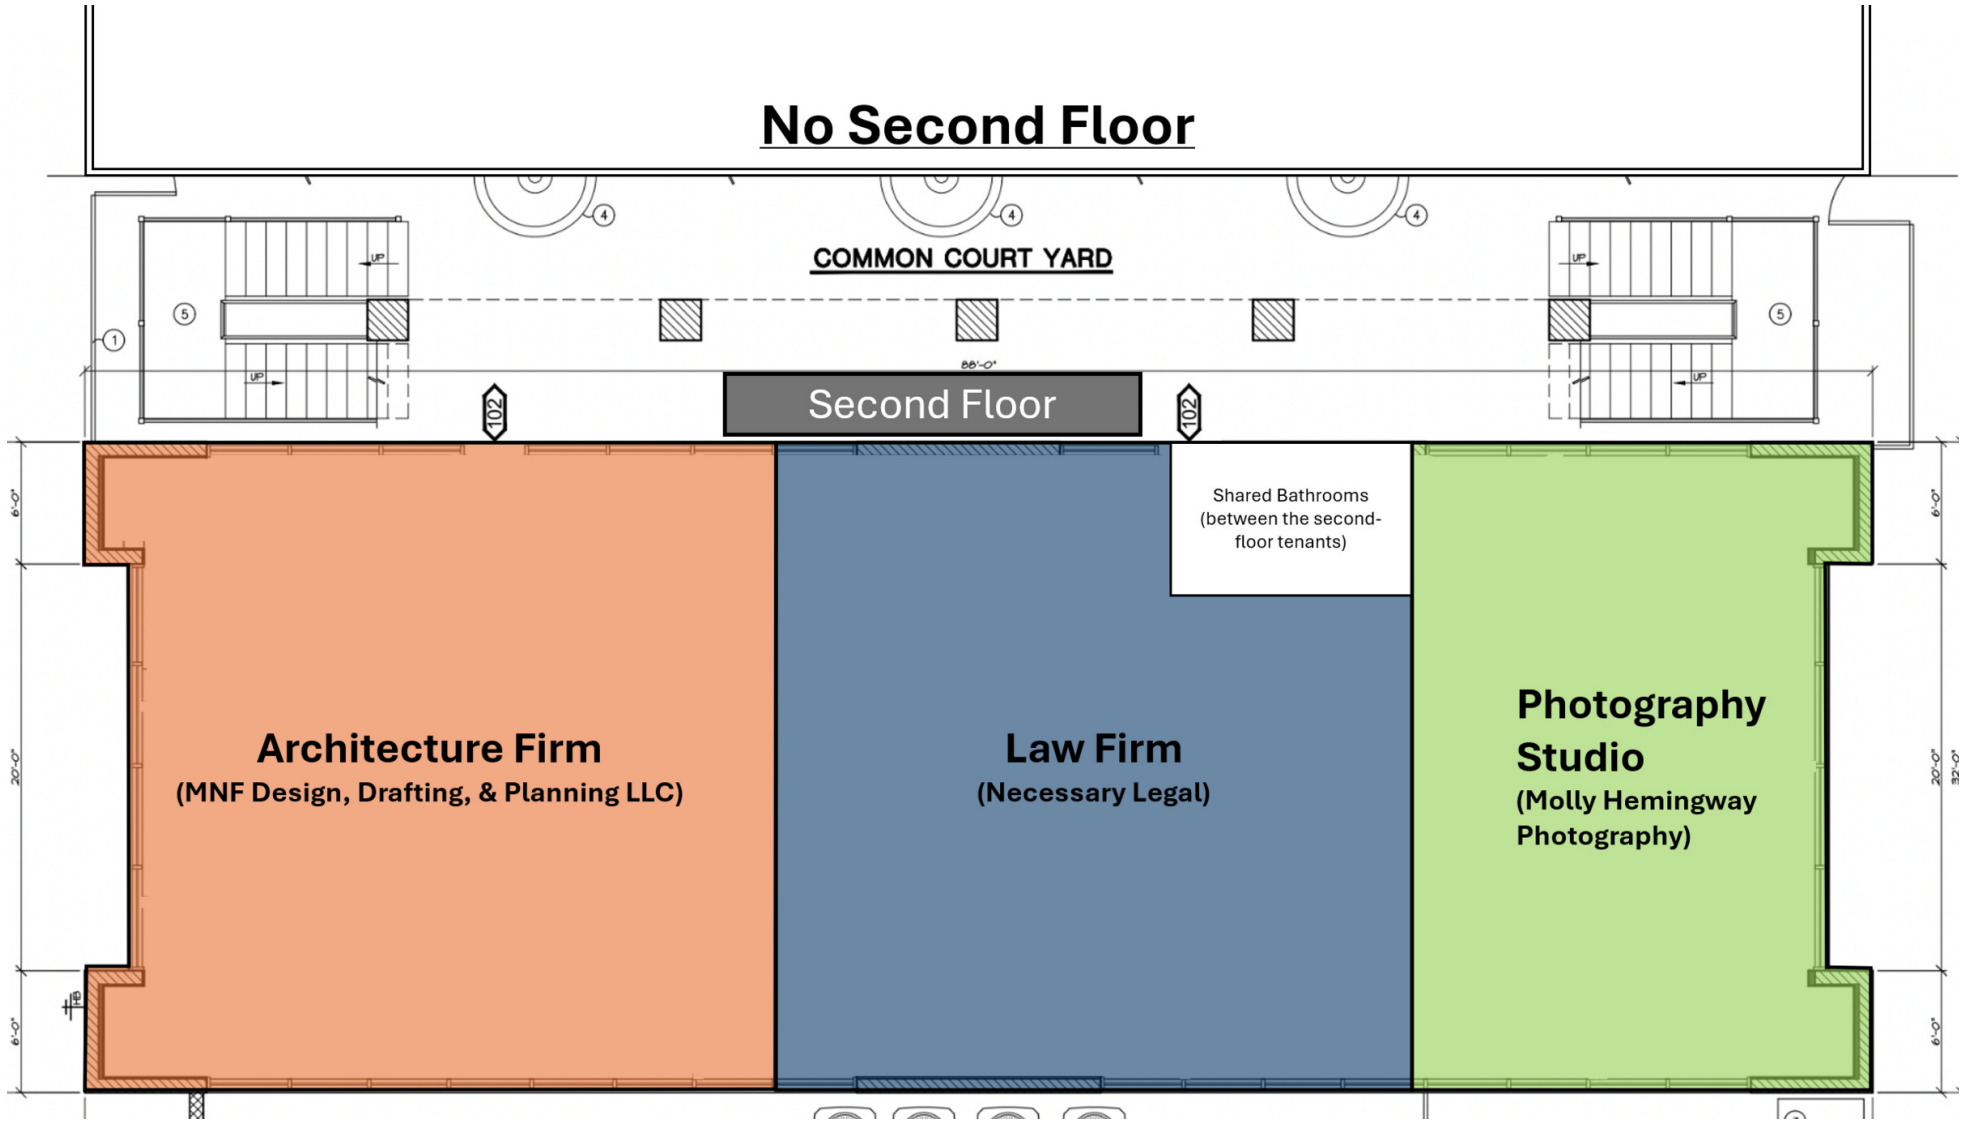 No Second Floor
4
4
4
COMMON COURT YARD
UP
UP
5
5
1
88'-0"
UP
UP
102
Second Floor
102
6'-0"
6'-0"
Shared Bathrooms
(between the second-
floor tenants)
Architecture Firm
(MNF Design, Drafting, & Planning LLC)
Law Firm
(Necessary Legal)
Photography
Studio
(Molly Hemingway
Photography)
20'-0"
20'-0"
32'-0"
HB
6'-0"
6'-0"